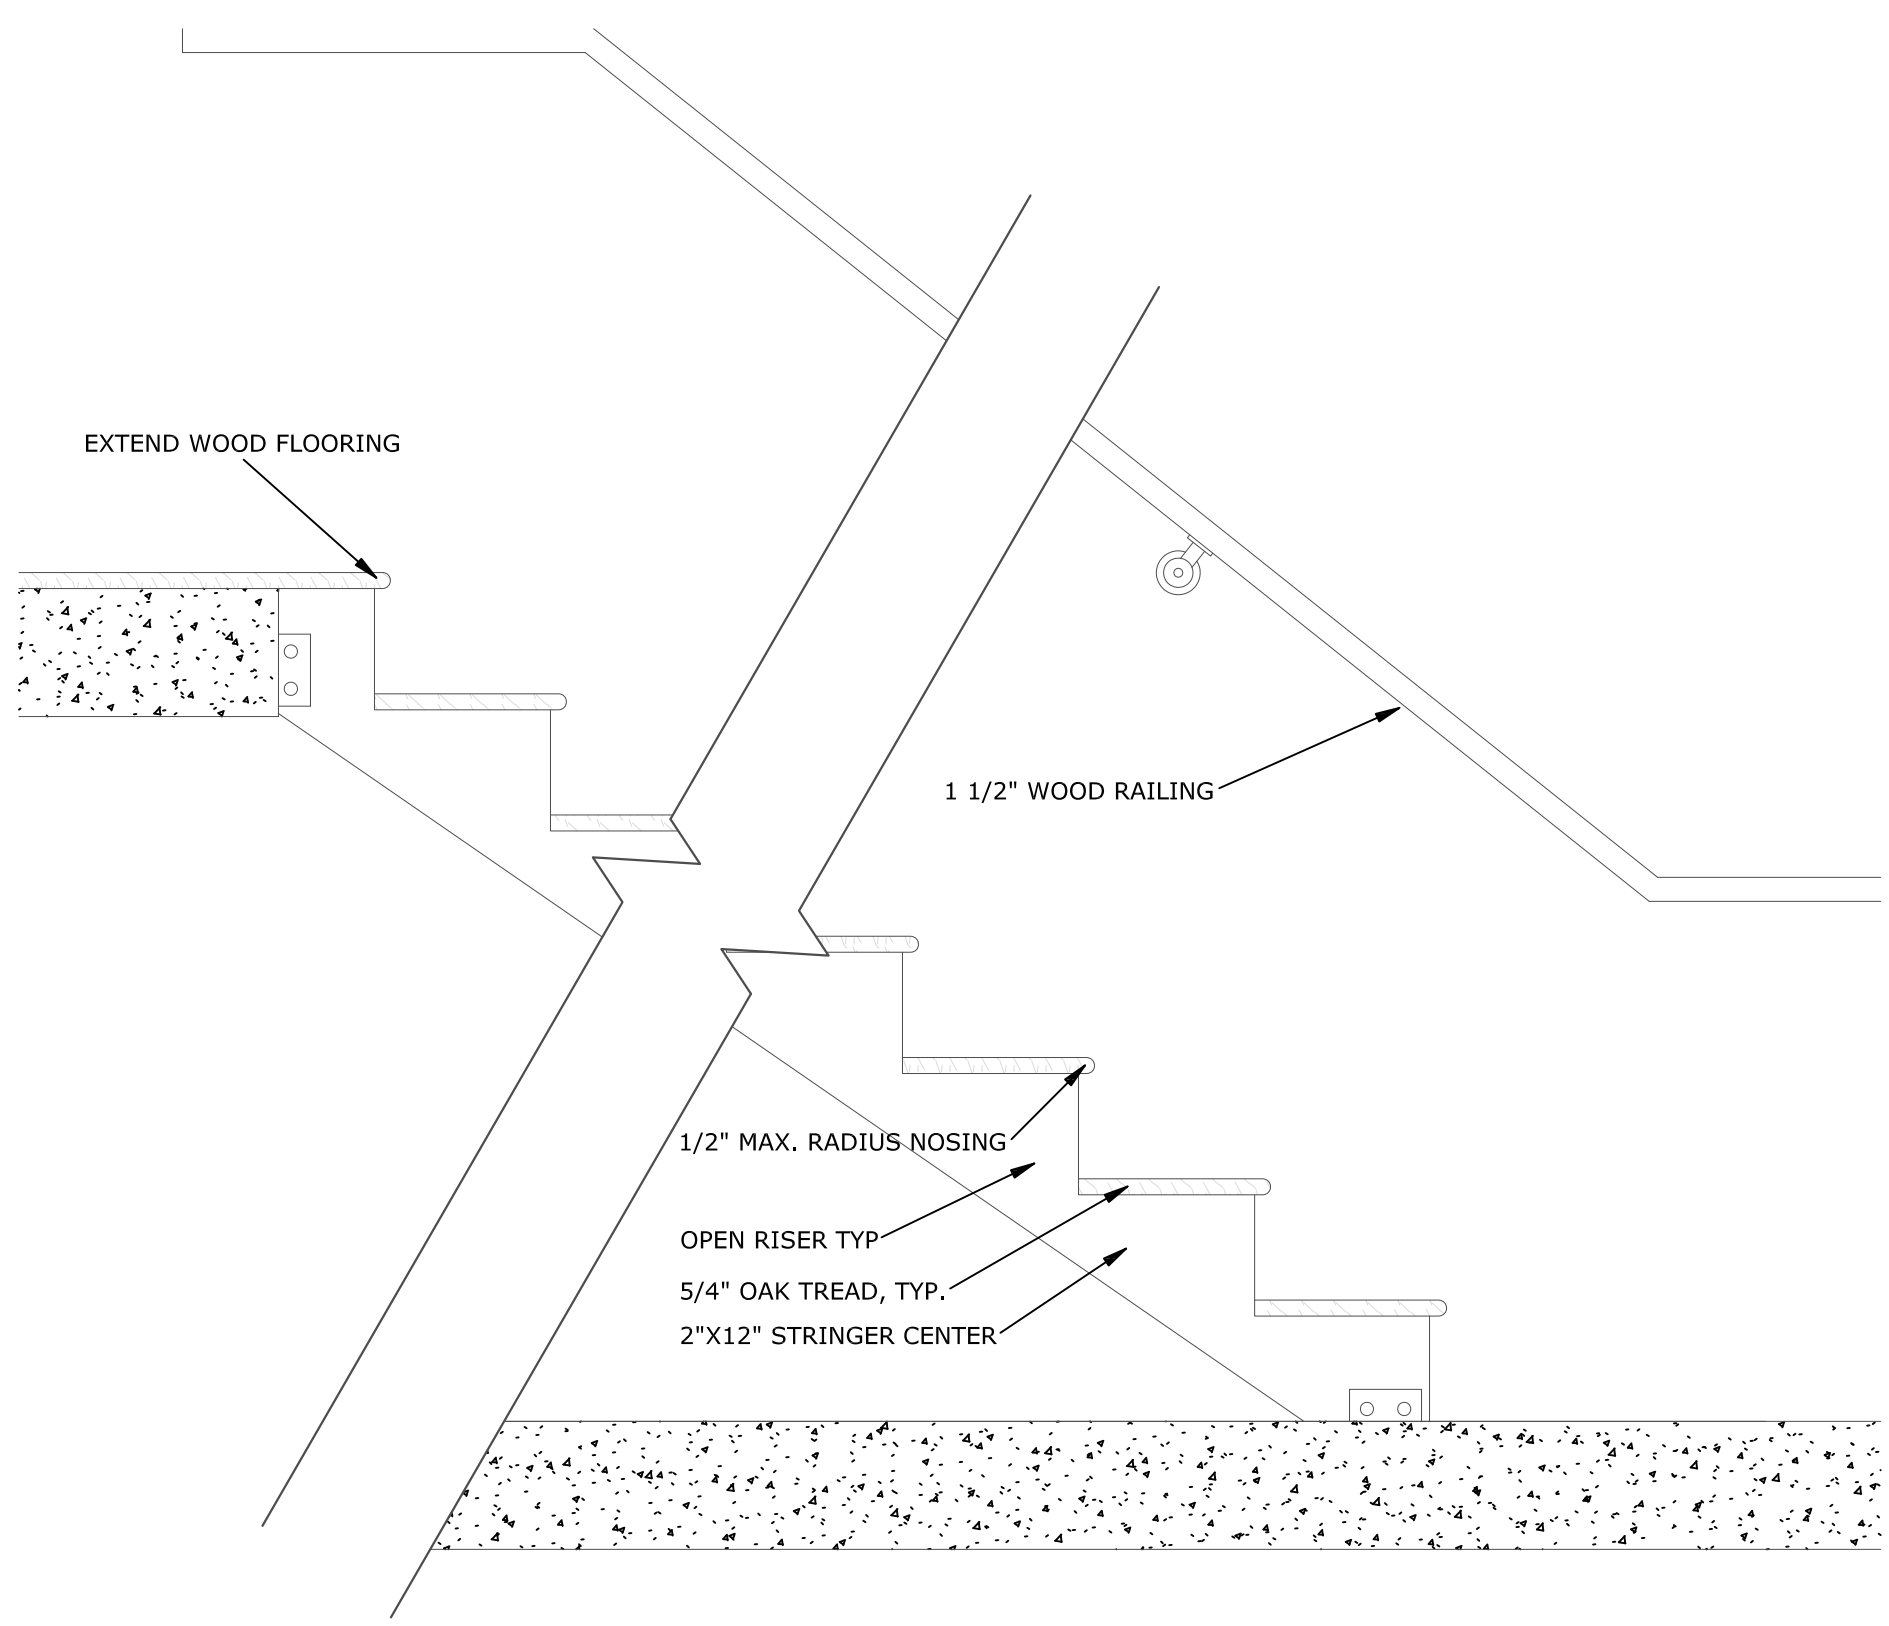 EXTEND WOOD FLOORING
1 1/2" WOOD RAILING
1/2" MAX. RADIUS NOSING
OPEN RISER TYP
5/4" OAK TREAD, TYP.
2"X12" STRINGER CENTER